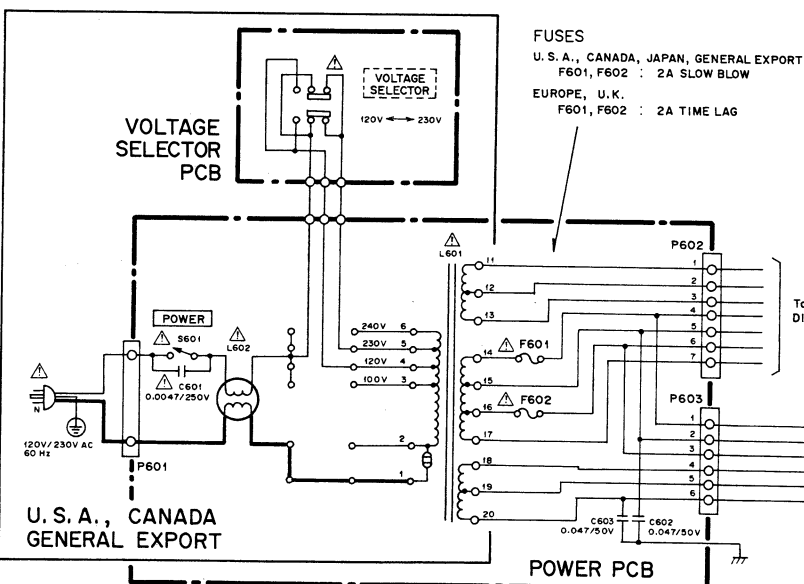 FUSES
U. S. A., CANADA, JAPAN, GENERAL EXPORT
F601, F602 : 2A SLOW BLOW
EUROPE, U.K.
F601, F602 : 2A TIME LAG
VOLTAGE
SELECTOR
120V ↔ 230V
VOLTAGE
SELECTOR
PCB
P602
L601
11
12
13
1
2
3
4
5
6
7
To
DI
POWER
S601
L602
C601
0.0047/250V
240V 6
230V 5
120V 4
100V 3
2
1
14
F601
15
16
F602
17
18
19
20
P603
1
2
3
4
5
6
N
120V/230V AC
60 Hz
P601
C603
0.047/50V
C602
0.047/50V
U. S. A., CANADA
GENERAL EXPORT
POWER PCB